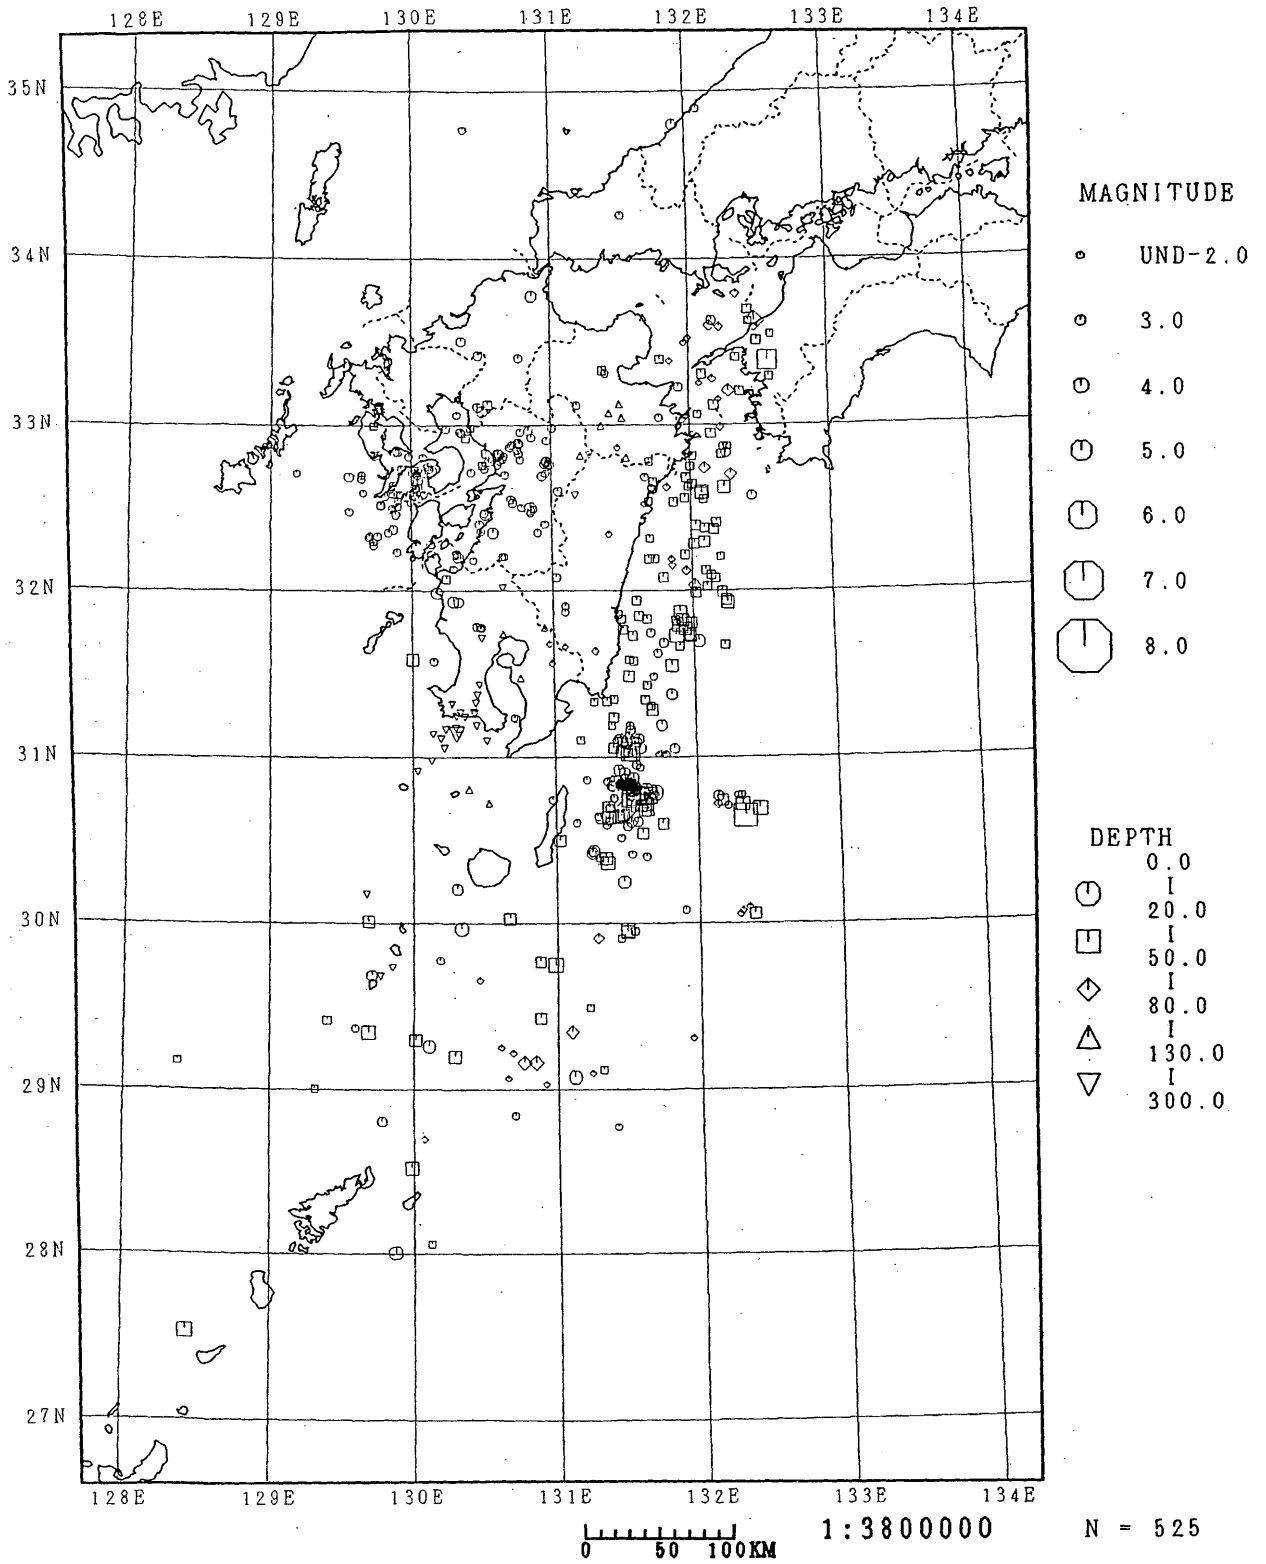 128E 129E 130E 131E 132E 133E 134E
35N
34N
33N
32N
31N
30N
29N
28N
27N
128E 129E 130E 131E 132E 133E 134E
MAGNITUDE
UND-2.0
3.0
4.0
5.0
6.0
7.0
8.0
DEPTH
0.0
I
20.0
I
50.0
I
80.0
I
130.0
I
300.0
0 50 100KM
1:3800000
N = 525